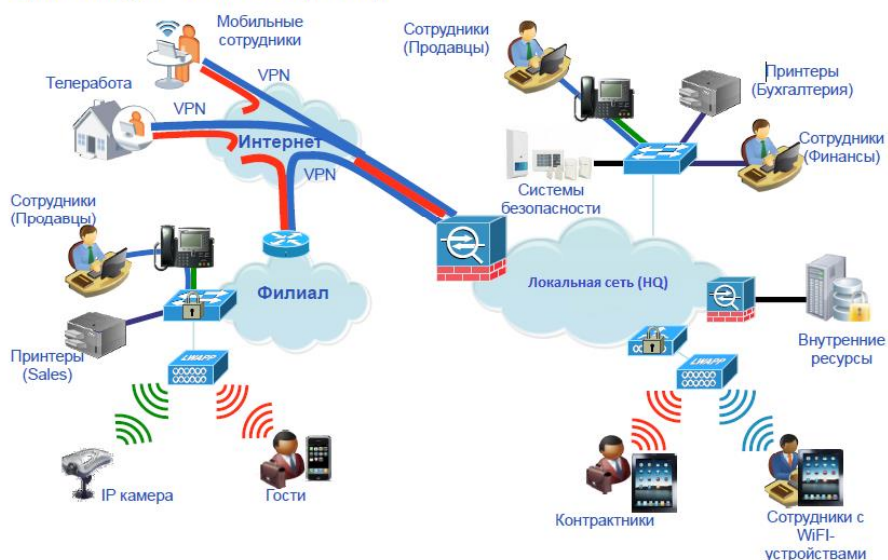 Мобильные
сотрудники
Телеработа
VPN
VPN
Интернет
VPN
Сотрудники
(Продавцы)
Принтеры
(Бухгалтерия)
Сотрудники
(Финансы)
Системы
безопасности
Сотрудники
(Продавцы)
Филиал
Локальная сеть (HQ)
Принтеры
(Sales)
LWAPP
LWAPP
Внутренние
ресурсы
IP камера
Гости
Контрактники
Сотрудники с
WiFI-
устройствами